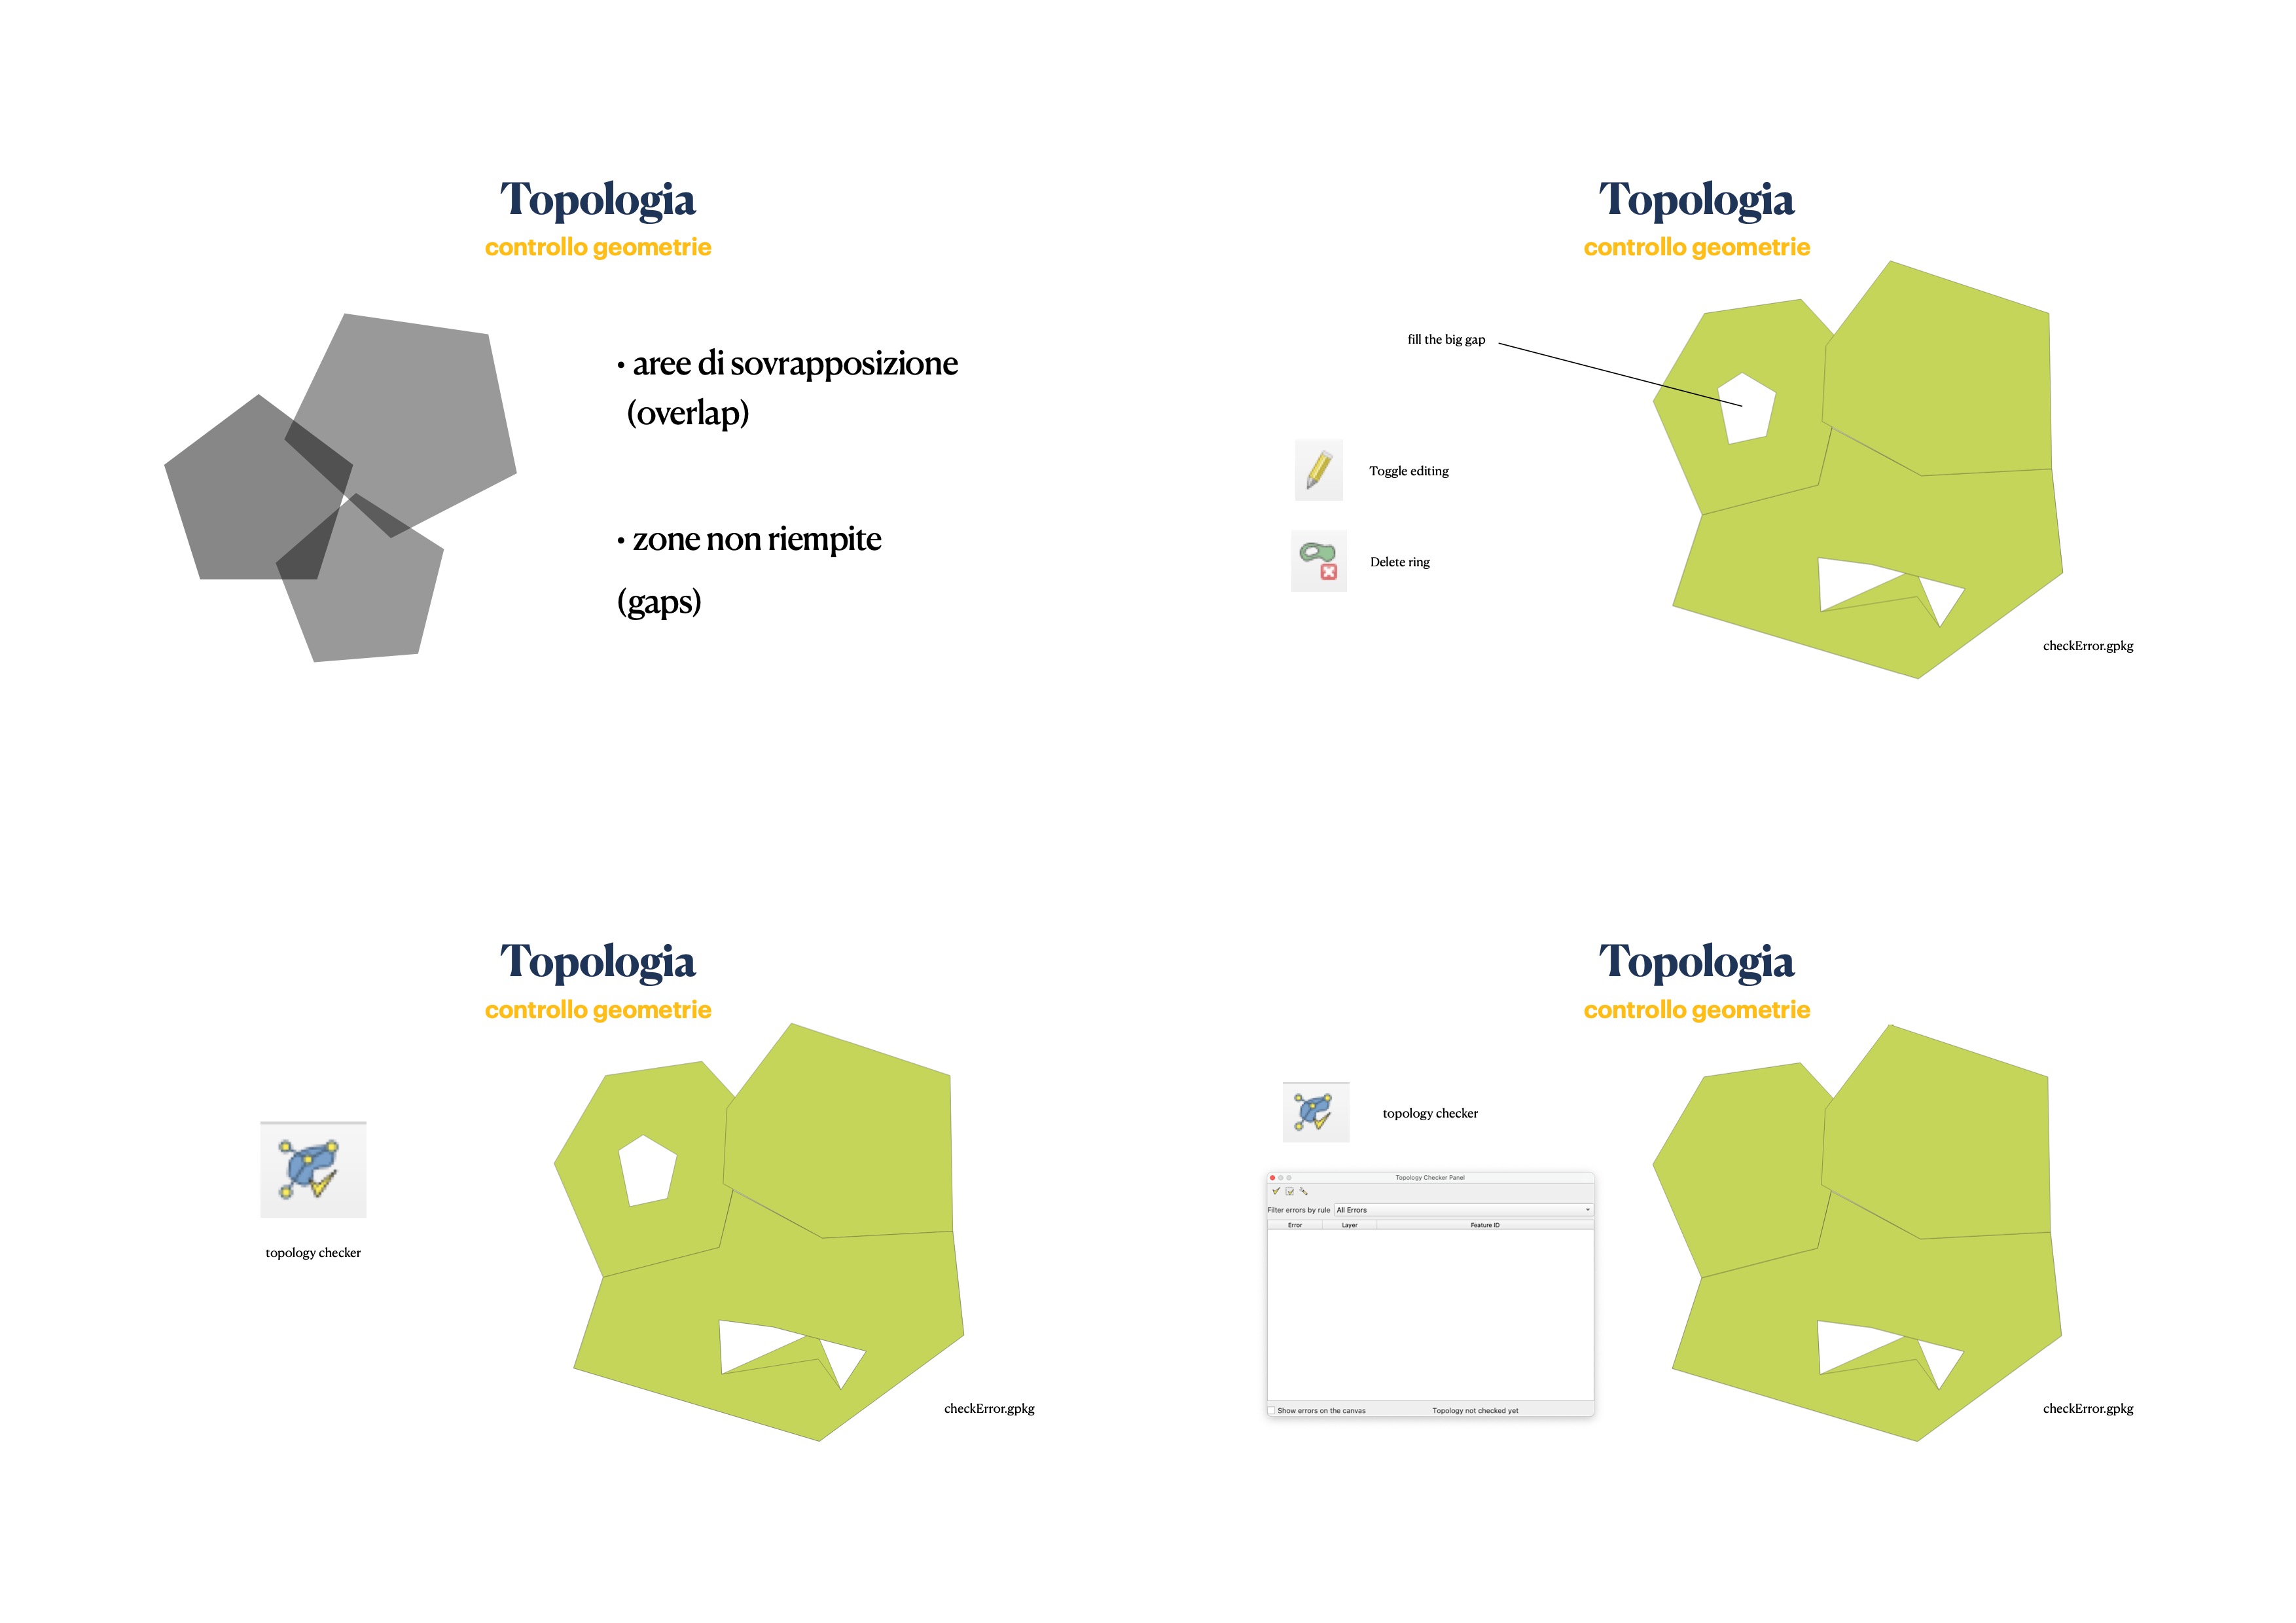 Topologia
controllo geometrie
• aree di sovrapposizione
(overlap)
• zone non riempite
(gaps)
Topologia
controllo geometrie
fill the big gap
Toggle editing
Delete ring
checkError.gpkg
Topologia
controllo geometrie
topology checker
checkError.gpkg
Topologia
controllo geometrie
topology checker
Topology Checker Panel
Filter errors by rule All Errors
Error Layer Feature ID
Show errors on the canvas Topology not checked yet
checkError.gpkg